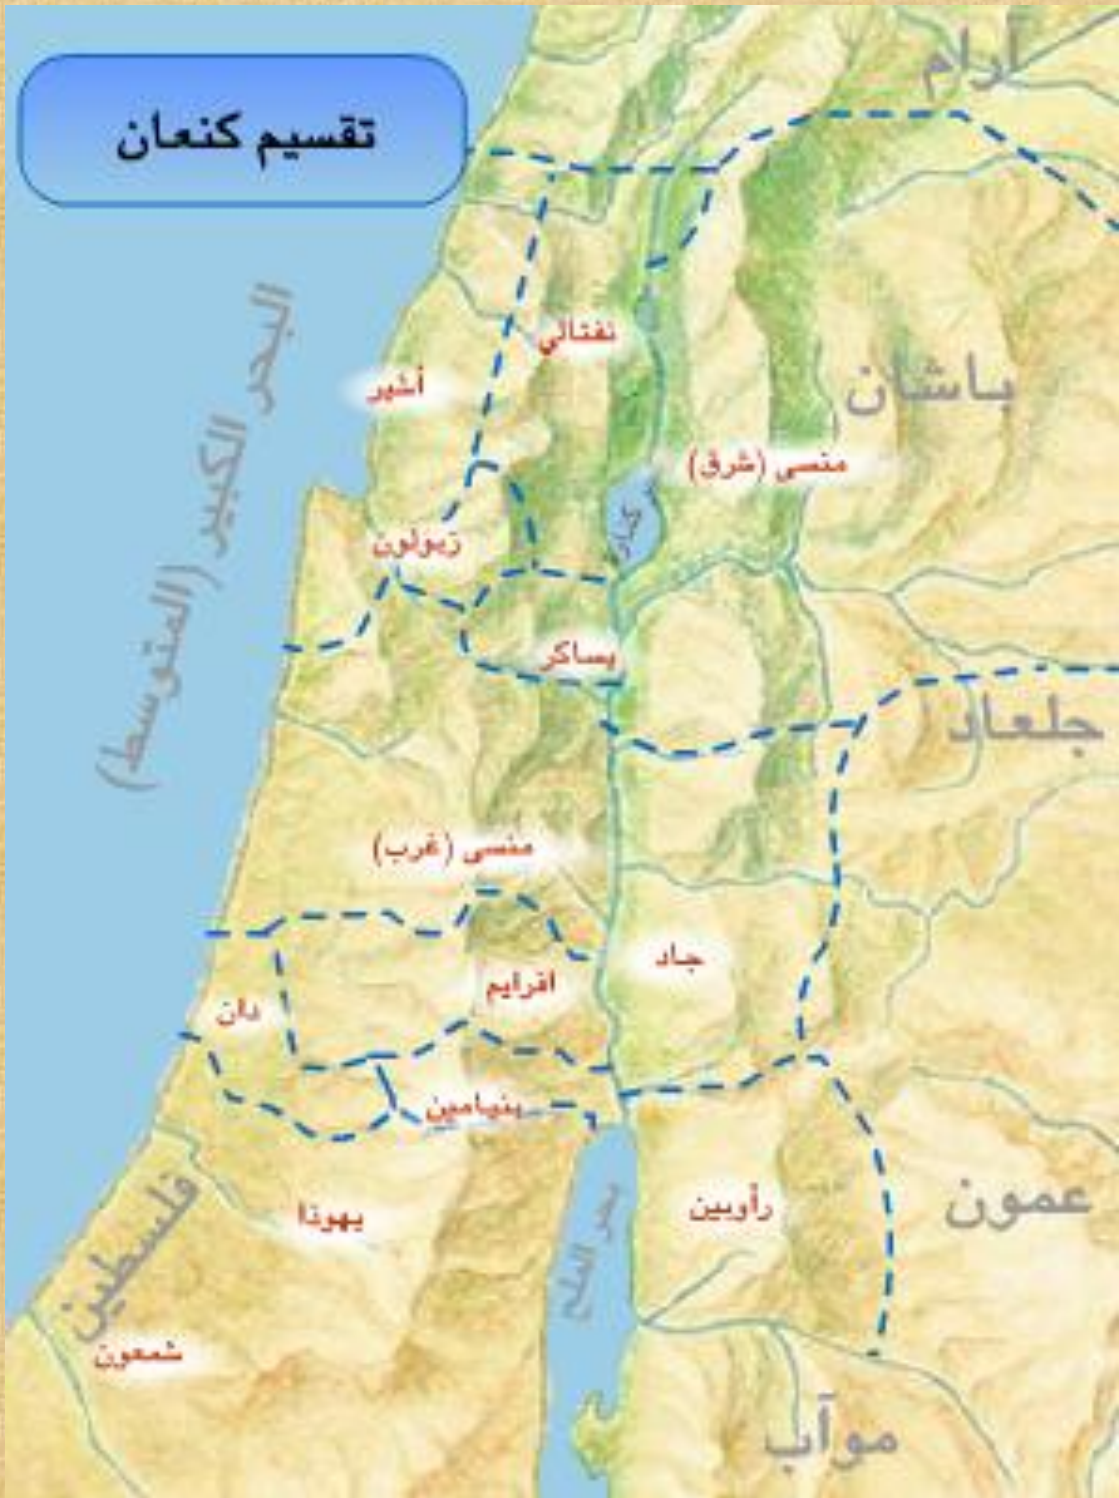 تقسيم كنعان
أرام
البحر الكبير (المتوسط)
نفتالي
أشير
باشان
منسى (شرق)
زبولون
يساكر
جلعاد
منسى (غرب)
جاد
افرايم
دان
بنيامين
رأوبين
عمون
يهوذا
بحر الملح
فلسطين
شمعون
موآب